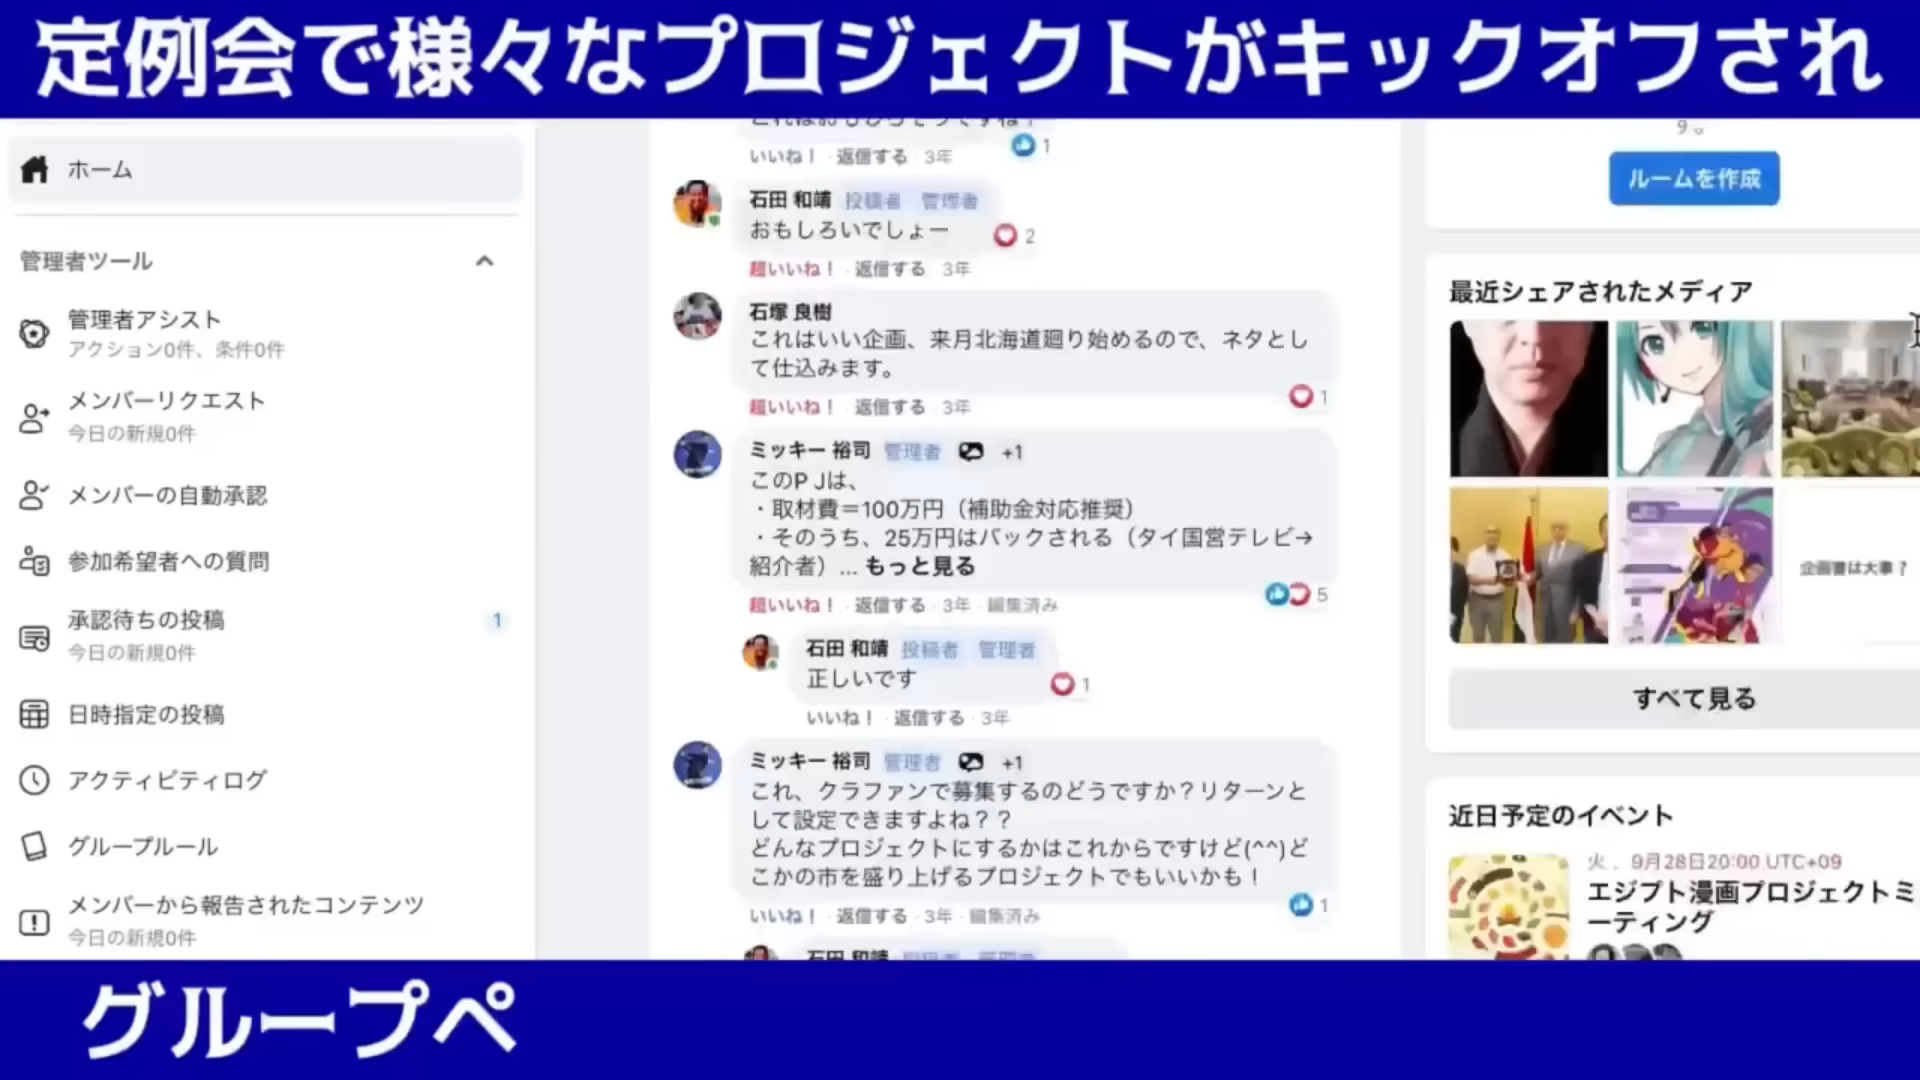 定例会で様々なプロジェクトがキックオフされ
ホーム
管理者ツール
管理者アシスト
アクション0件、条件0件
メンバーリクエスト
今日の新規0件
メンバーの自動承認
参加希望者への質問
承認待ちの投稿
1
今日の新規0件
日時指定の投稿
アクティビティログ
グループルール
メンバーから報告されたコンテンツ
今日の新規0件
いいね！ · 返信する 3年
1
石田 和靖 投稿者 管理者
おもしろいでしょー
2
超いいね！ · 返信する 3年
石塚 良樹
これはいい企画、来月北海道廻り始めるので、ネタとし
て仕込みます。
1
超いいね！ · 返信する 3年
ミッキー 裕司 管理者 +1
このP Jは、
・取材費＝100万円（補助金対応推奨）
・そのうち、25万円はバックされる（タイ国営テレビ→
紹介者）... もっと見る
5
超いいね！ · 返信する · 3年 · 編集済み
石田 和靖 投稿者 管理者
正しいです
1
いいね！ · 返信する · 3年
ミッキー 裕司 管理者 +1
これ、クラファンで募集するのどうですか？リターンと
して設定できますよね？？
どんなプロジェクトにするかはこれからですけど(^^)ど
こかの市を盛り上げるプロジェクトでもいいかも！
1
いいね！ · 返信する · 3年 · 編集済み
石田 和靖 投稿者 管理者
す。
ルームを作成
最近シェアされたメディア
企画書は大事？
すべて見る
近日予定のイベント
火 、9月28日20:00 UTC+09
エジプト漫画プロジェクトミ
ーティング
グループペ